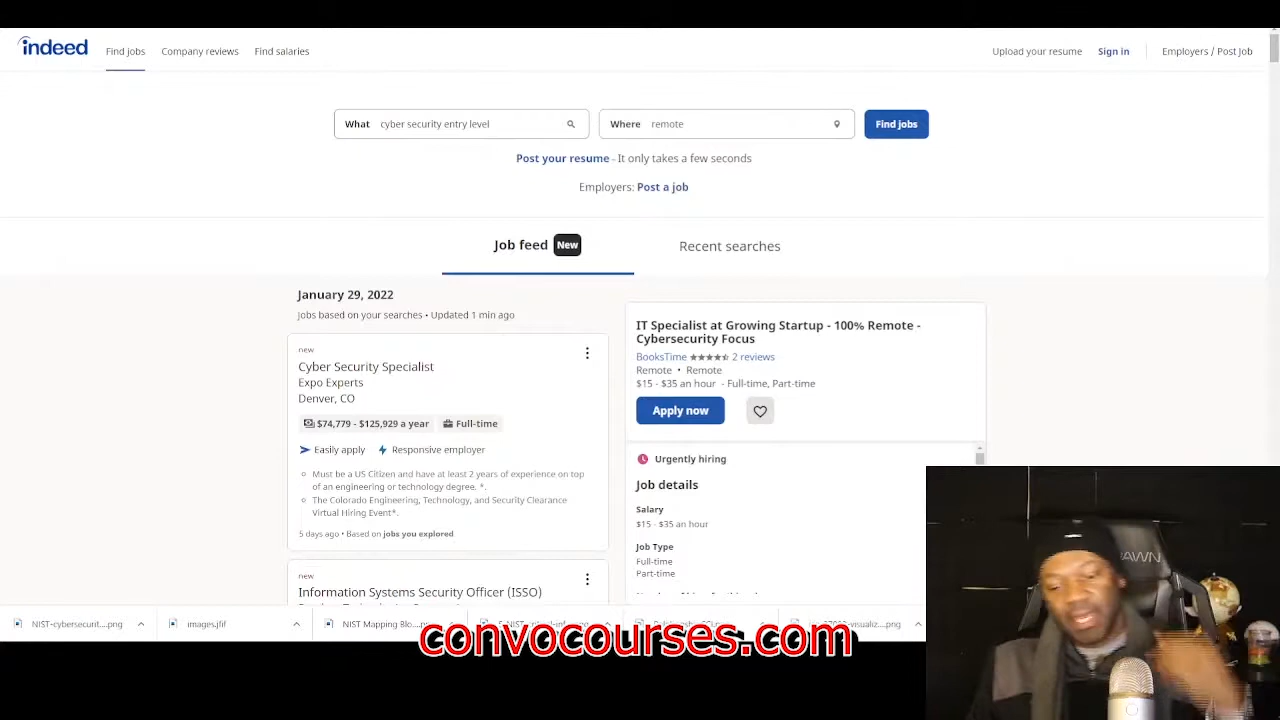 indeed
Find jobs
Company reviews
Find salaries
Upload your resume
Sign in
Employers / Post Job
What cyber security entry level
Where remote
Find jobs
Post your resume - It only takes a few seconds
Employers: Post a job
Job feed New
Recent searches
January 29, 2022
Jobs based on your searches • Updated 1 min ago
new
Cyber Security Specialist
Expo Experts
Denver, CO
$74,779 - $125,929 a year
Full-time
Easily apply
Responsive employer
Must be a US Citizen and have at least 2 years of experience on top
of an engineering or technology degree. *.
The Colorado Engineering, Technology, and Security Clearance
Virtual Hiring Event*.
5 days ago • Based on jobs you explored
new
Information Systems Security Officer (ISSO)
IT Specialist at Growing Startup - 100% Remote -
Cybersecurity Focus
BooksTime 2 reviews
Remote • Remote
$15 - $35 an hour - Full-time, Part-time
Apply now
Urgently hiring
Job details
Salary
$15 - $35 an hour
Job Type
Full-time
Part-time
NIST-cybersecurit....png
images.jfif
NIST Mapping Blo....png
convocourses.com